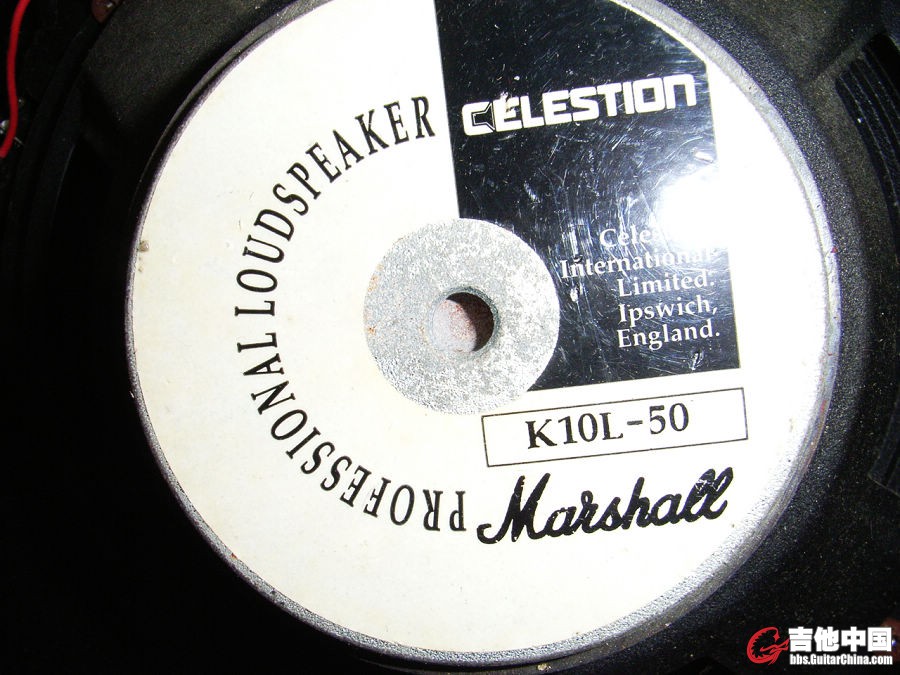 PROFESSIONAL LOUDSPEAKER
CELESTION
International
Limited.
Ipswich,
England.
K10L-50
Marshall
吉他中国
bbs.GuitarChina.com